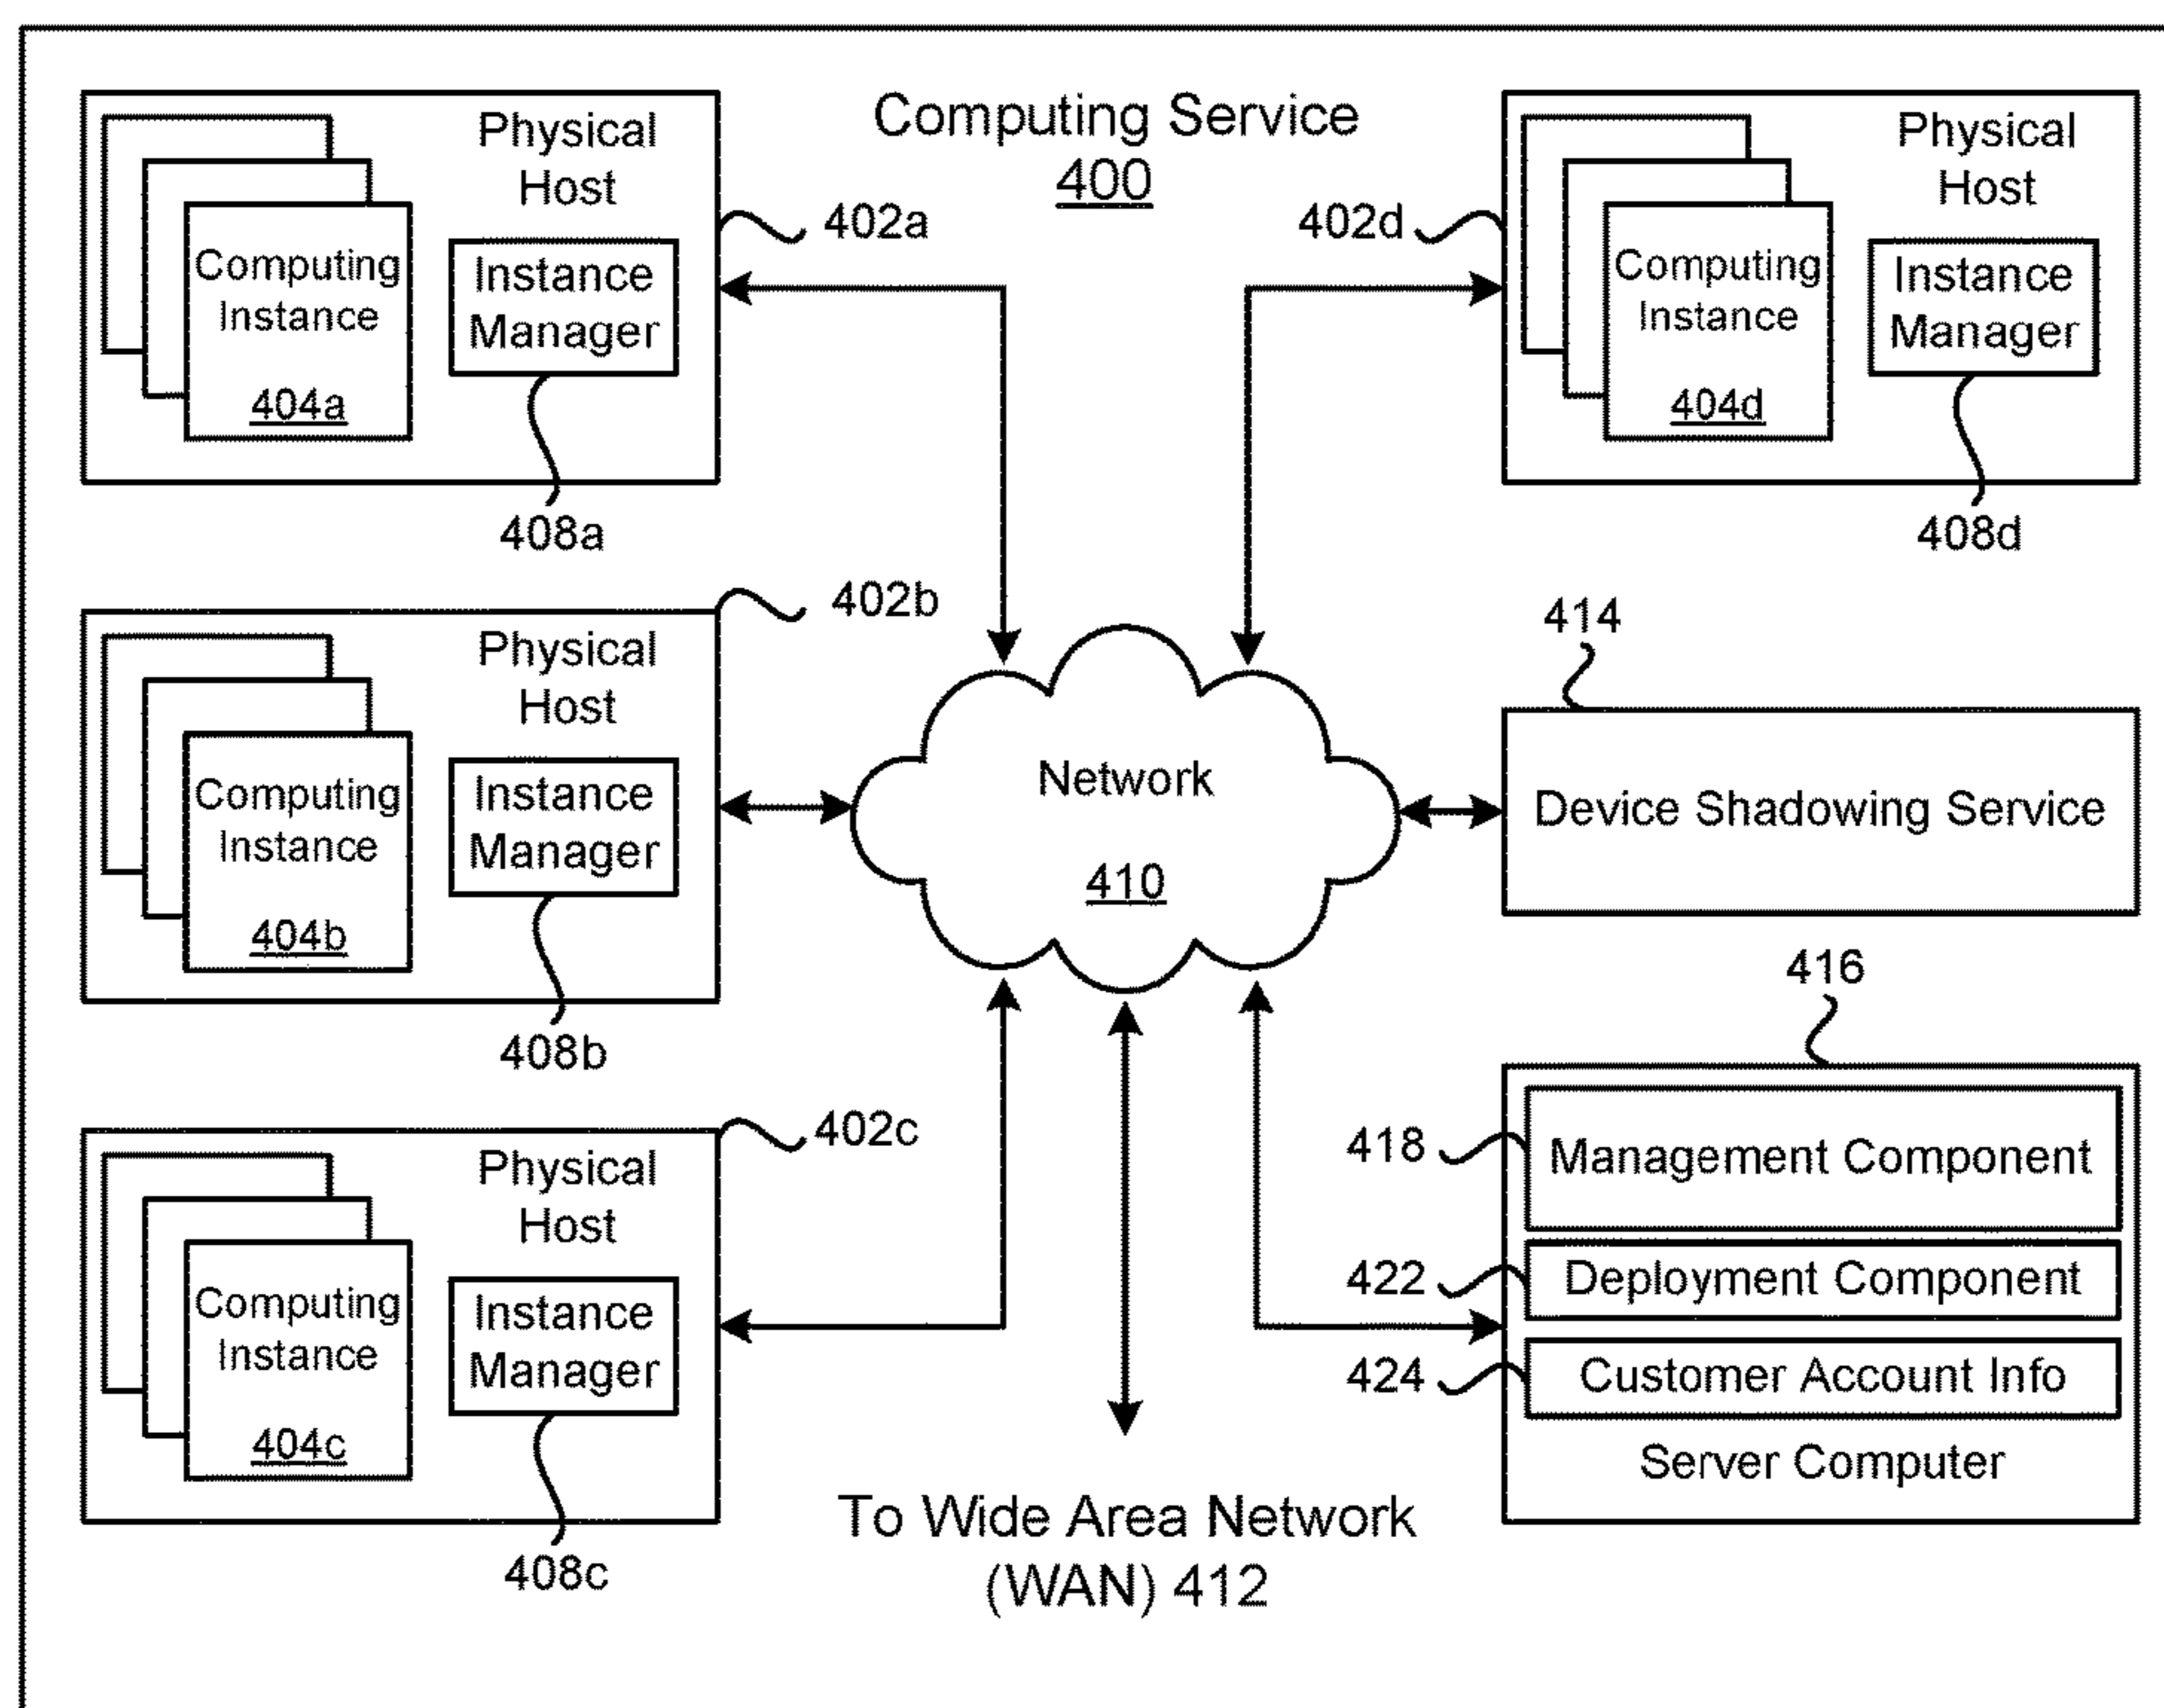 Computing Service
400
Physical
Host
402a
Computing
Instance
404a
Instance
Manager
408a
Physical
Host
402d
Computing
Instance
404d
Instance
Manager
408d
Physical
Host
402b
Computing
Instance
404b
Instance
Manager
408b
Network
410
414
Device Shadowing Service
Physical
Host
402c
Computing
Instance
404c
Instance
Manager
408c
416
418
Management Component
422
Deployment Component
424
Customer Account Info
Server Computer
To Wide Area Network
(WAN) 412